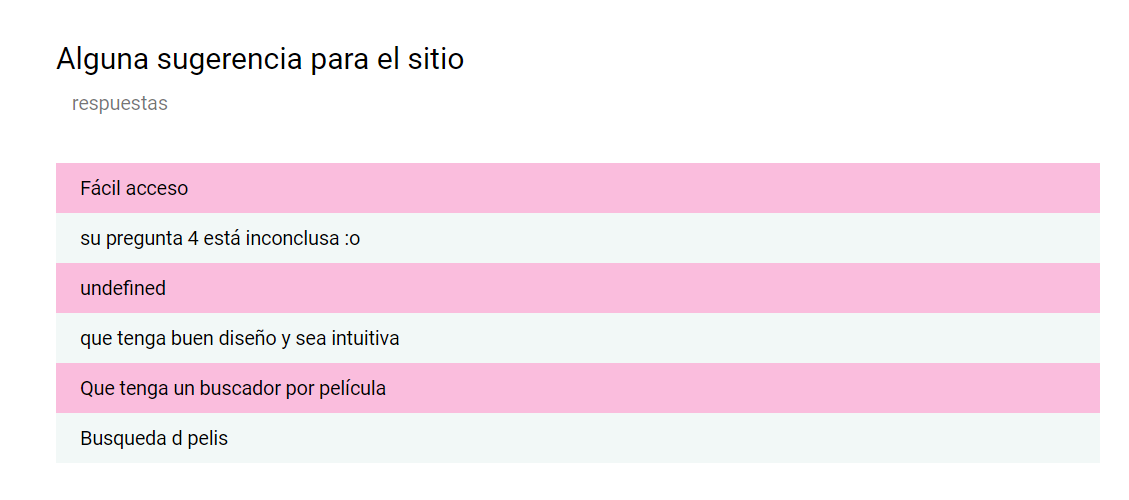 Alguna sugerencia para el sitio
respuestas
Fácil acceso
su pregunta 4 está inconclusa :o
undefined
que tenga buen diseño y sea intuitiva
Que tenga un buscador por película
Busqueda d pelis